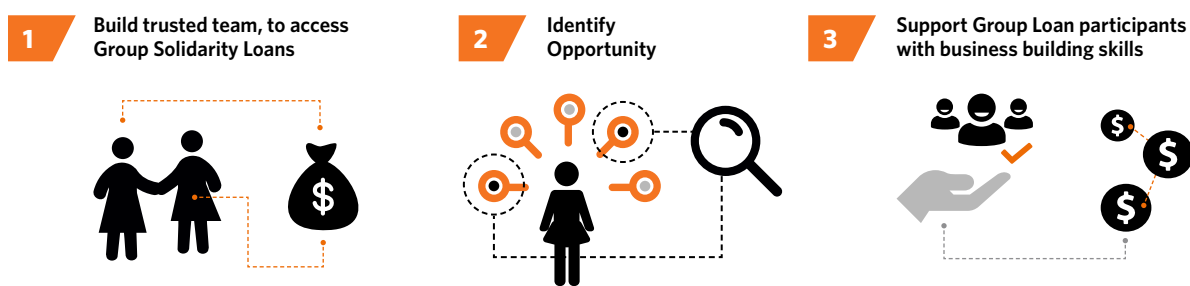 1
Build trusted team, to access
Group Solidarity Loans
$
2
Identify
Opportunity
3
Support Group Loan participants
with business building skills
$
$
$